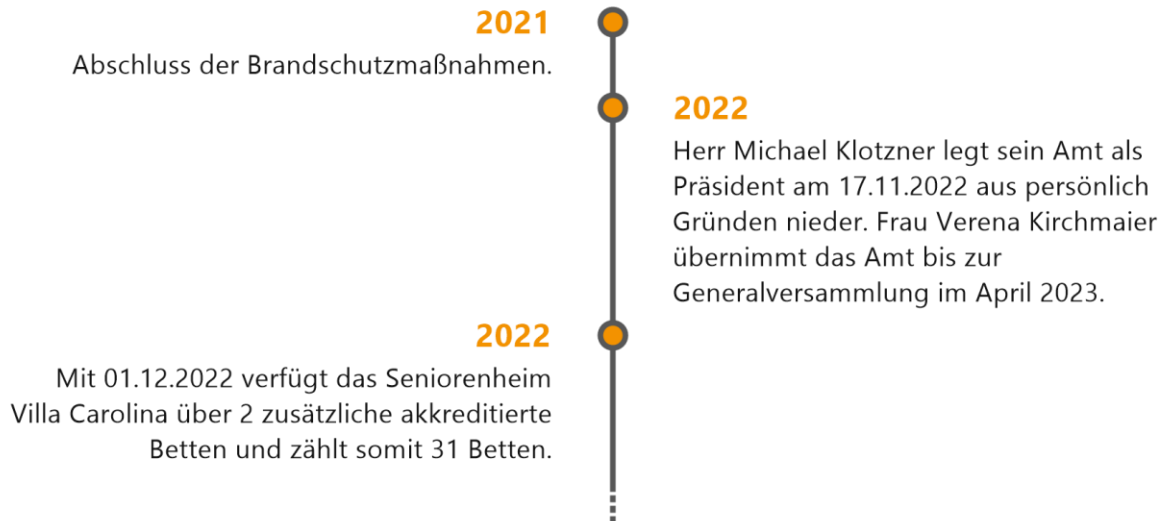 2021
Abschluss der Brandschutzmaßnahmen.
2022
Herr Michael Klotzner legt sein Amt als
Präsident am 17.11.2022 aus persönlich
Gründen nieder. Frau Verena Kirchmaier
übernimmt das Amt bis zur
Generalversammlung im April 2023.
2022
Mit 01.12.2022 verfügt das Seniorenheim
Villa Carolina über 2 zusätzliche akkreditierte
Betten und zählt somit 31 Betten.